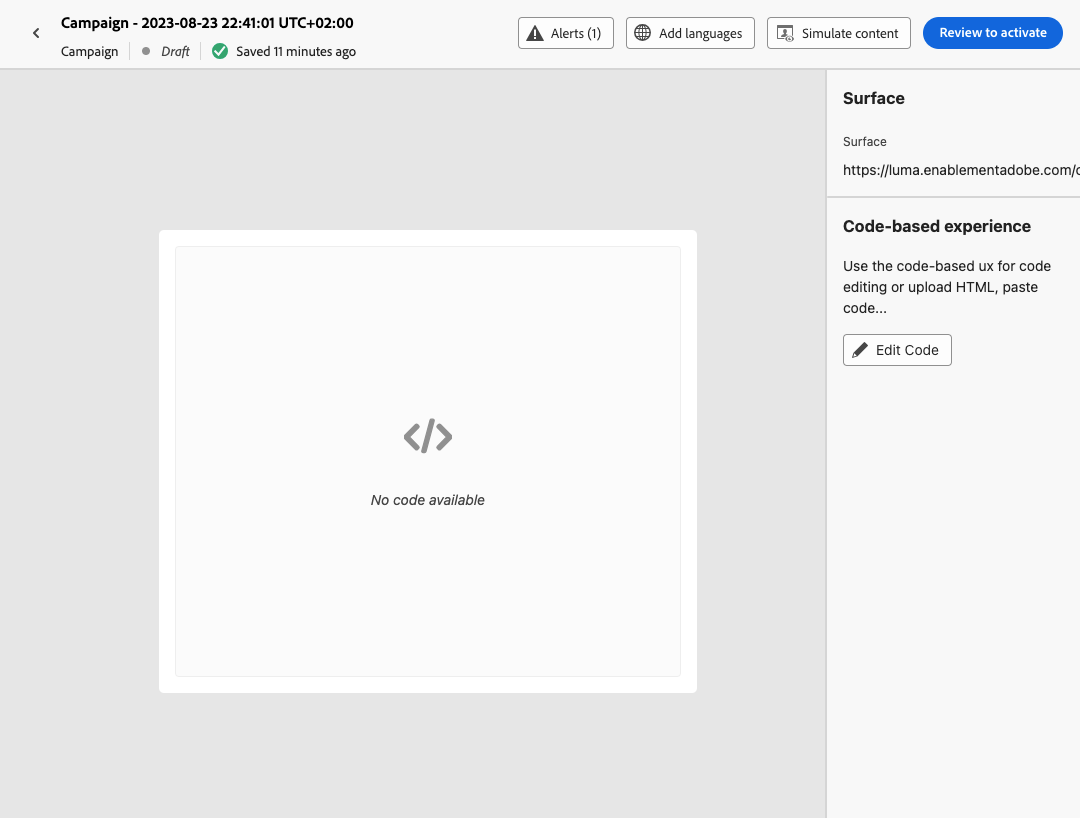 Campaign - 2023-08-23 22:41:01 UTC+02:00
Campaign
Draft
Saved 11 minutes ago
Alerts (1)
Add languages
Simulate content
Review to activate
Surface
Surface
https://luma.enablementadobe.com/c
Code-based experience
Use the code-based ux for code
editing or upload HTML, paste
code...
Edit Code
</>
No code available